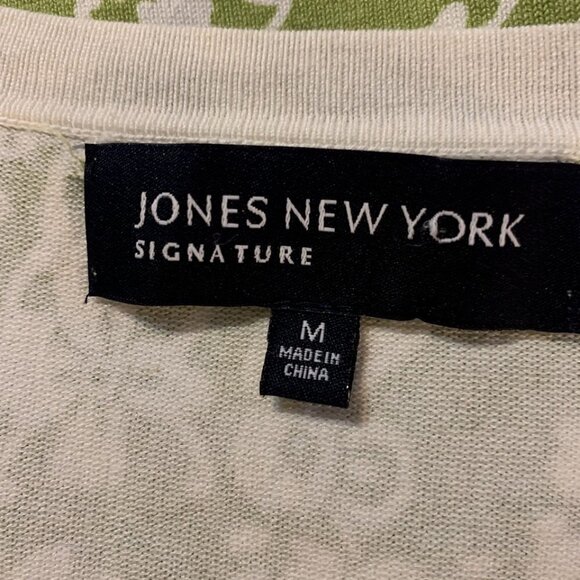 JONES NEW YORK
SIGNATURE
M
MADE IN
CHINA